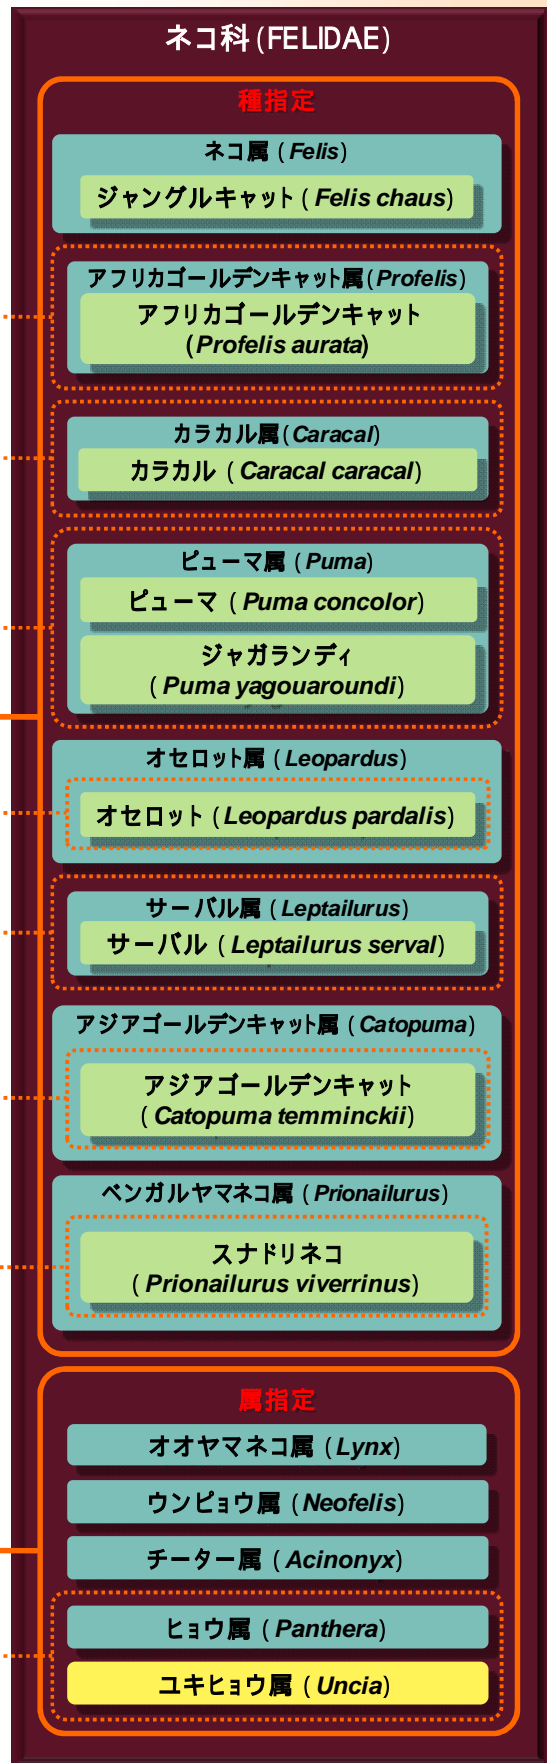 ネコ科(FELIDAE)
種指定
ネコ属 (Felis)
ジャングルキャット (Felis chaus)
アフリカゴールデンキャット属(Profelis)
アフリカゴールデンキャット
(Profelis aurata)
カラカル属(Caracal)
カラカル (Caracal caracal)
ピューマ属 (Puma)
ピューマ (Puma concolor)
ジャガランディ
(Puma yagouaroundi)
オセロット属 (Leopardus)
オセロット (Leopardus pardalis)
サーバル属 (Leptailurus)
サーバル (Leptailurus serval)
アジアゴールデンキャット属 (Catopuma)
アジアゴールデンキャット
(Catopuma temminckii)
ベンガルヤマネコ属 (Prionailurus)
スナドリネコ
(Prionailurus viverrinus)
属指定
オオヤマネコ属 (Lynx)
ウンピョウ属 (Neofelis)
チーター属 (Acinonyx)
ヒョウ属 (Panthera)
ユキヒョウ属 (Uncia)